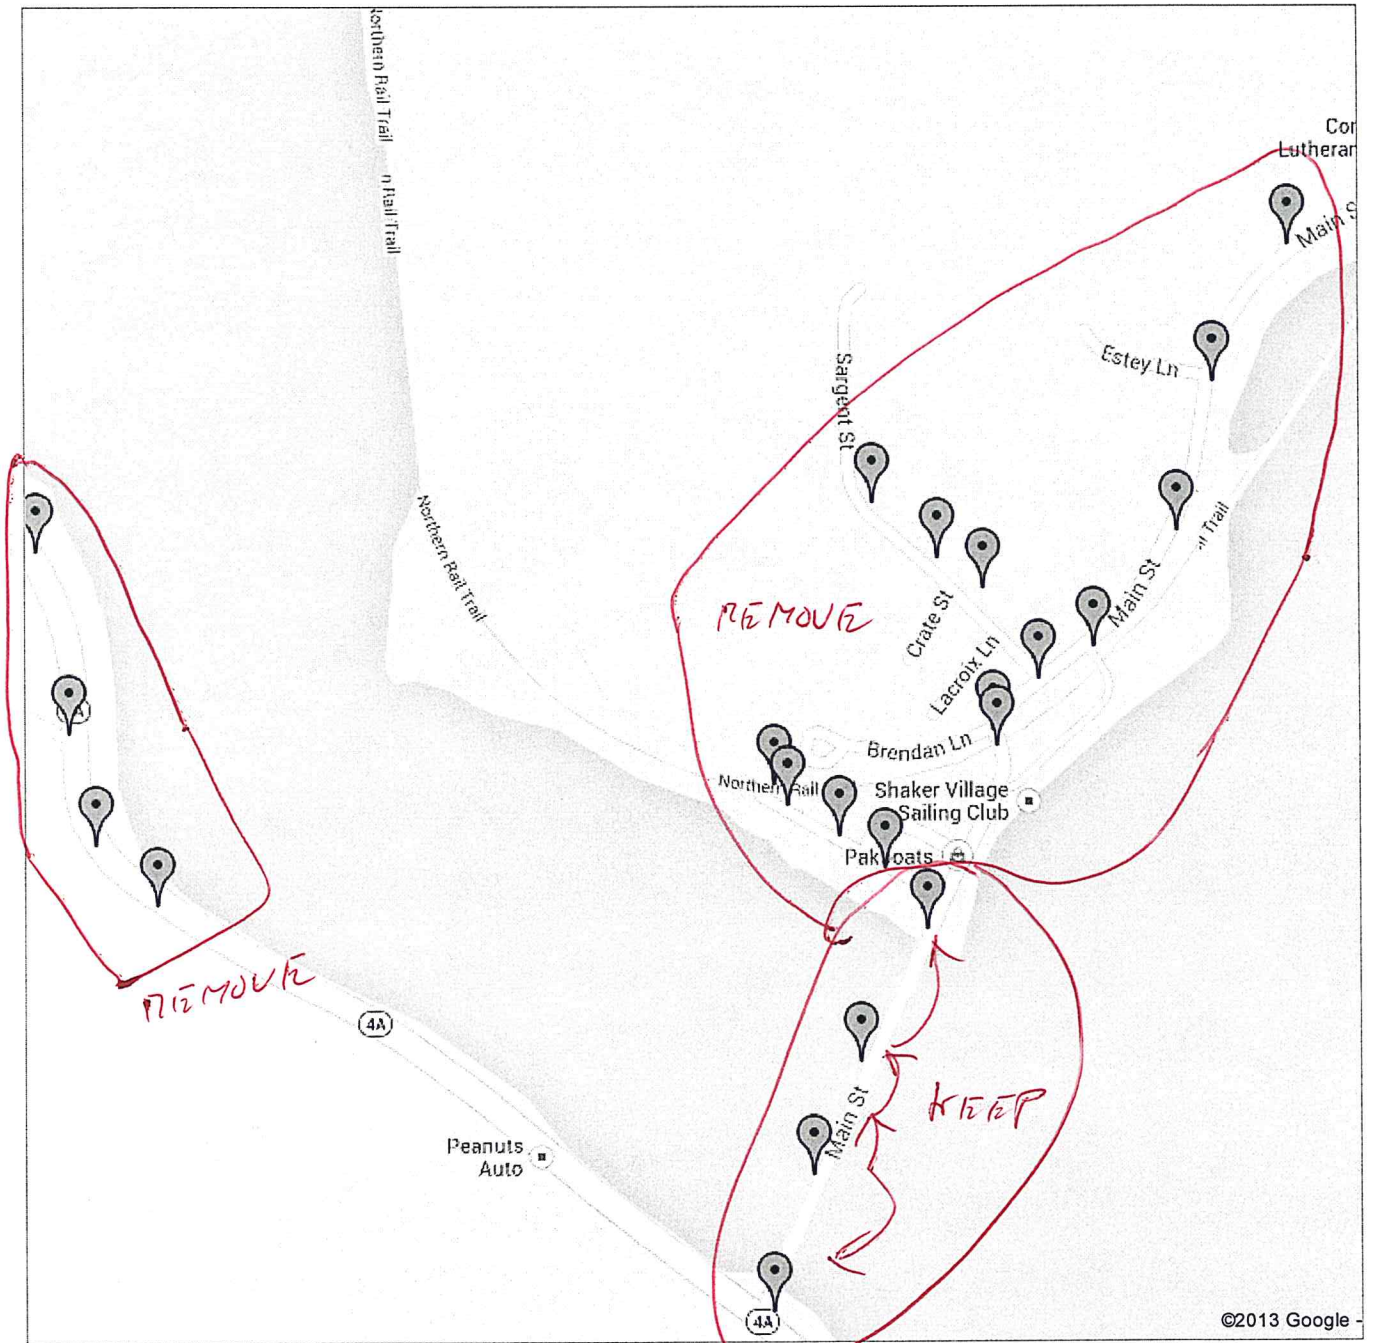 Northern Rail Trail
n Rail Trail
Cor
Lutheran
Main S
Estey Ln
Sargent St
Northern Rail Trail
il Trail
REMOVE
Crate St
Main St
Lacroix Ln
Brendan Ln
Northern Rail
Shaker Village
Sailing Club
Pakboats
REMOVE
4A
KEEP
Main St
Peanuts
Auto
4A
©2013 Google -